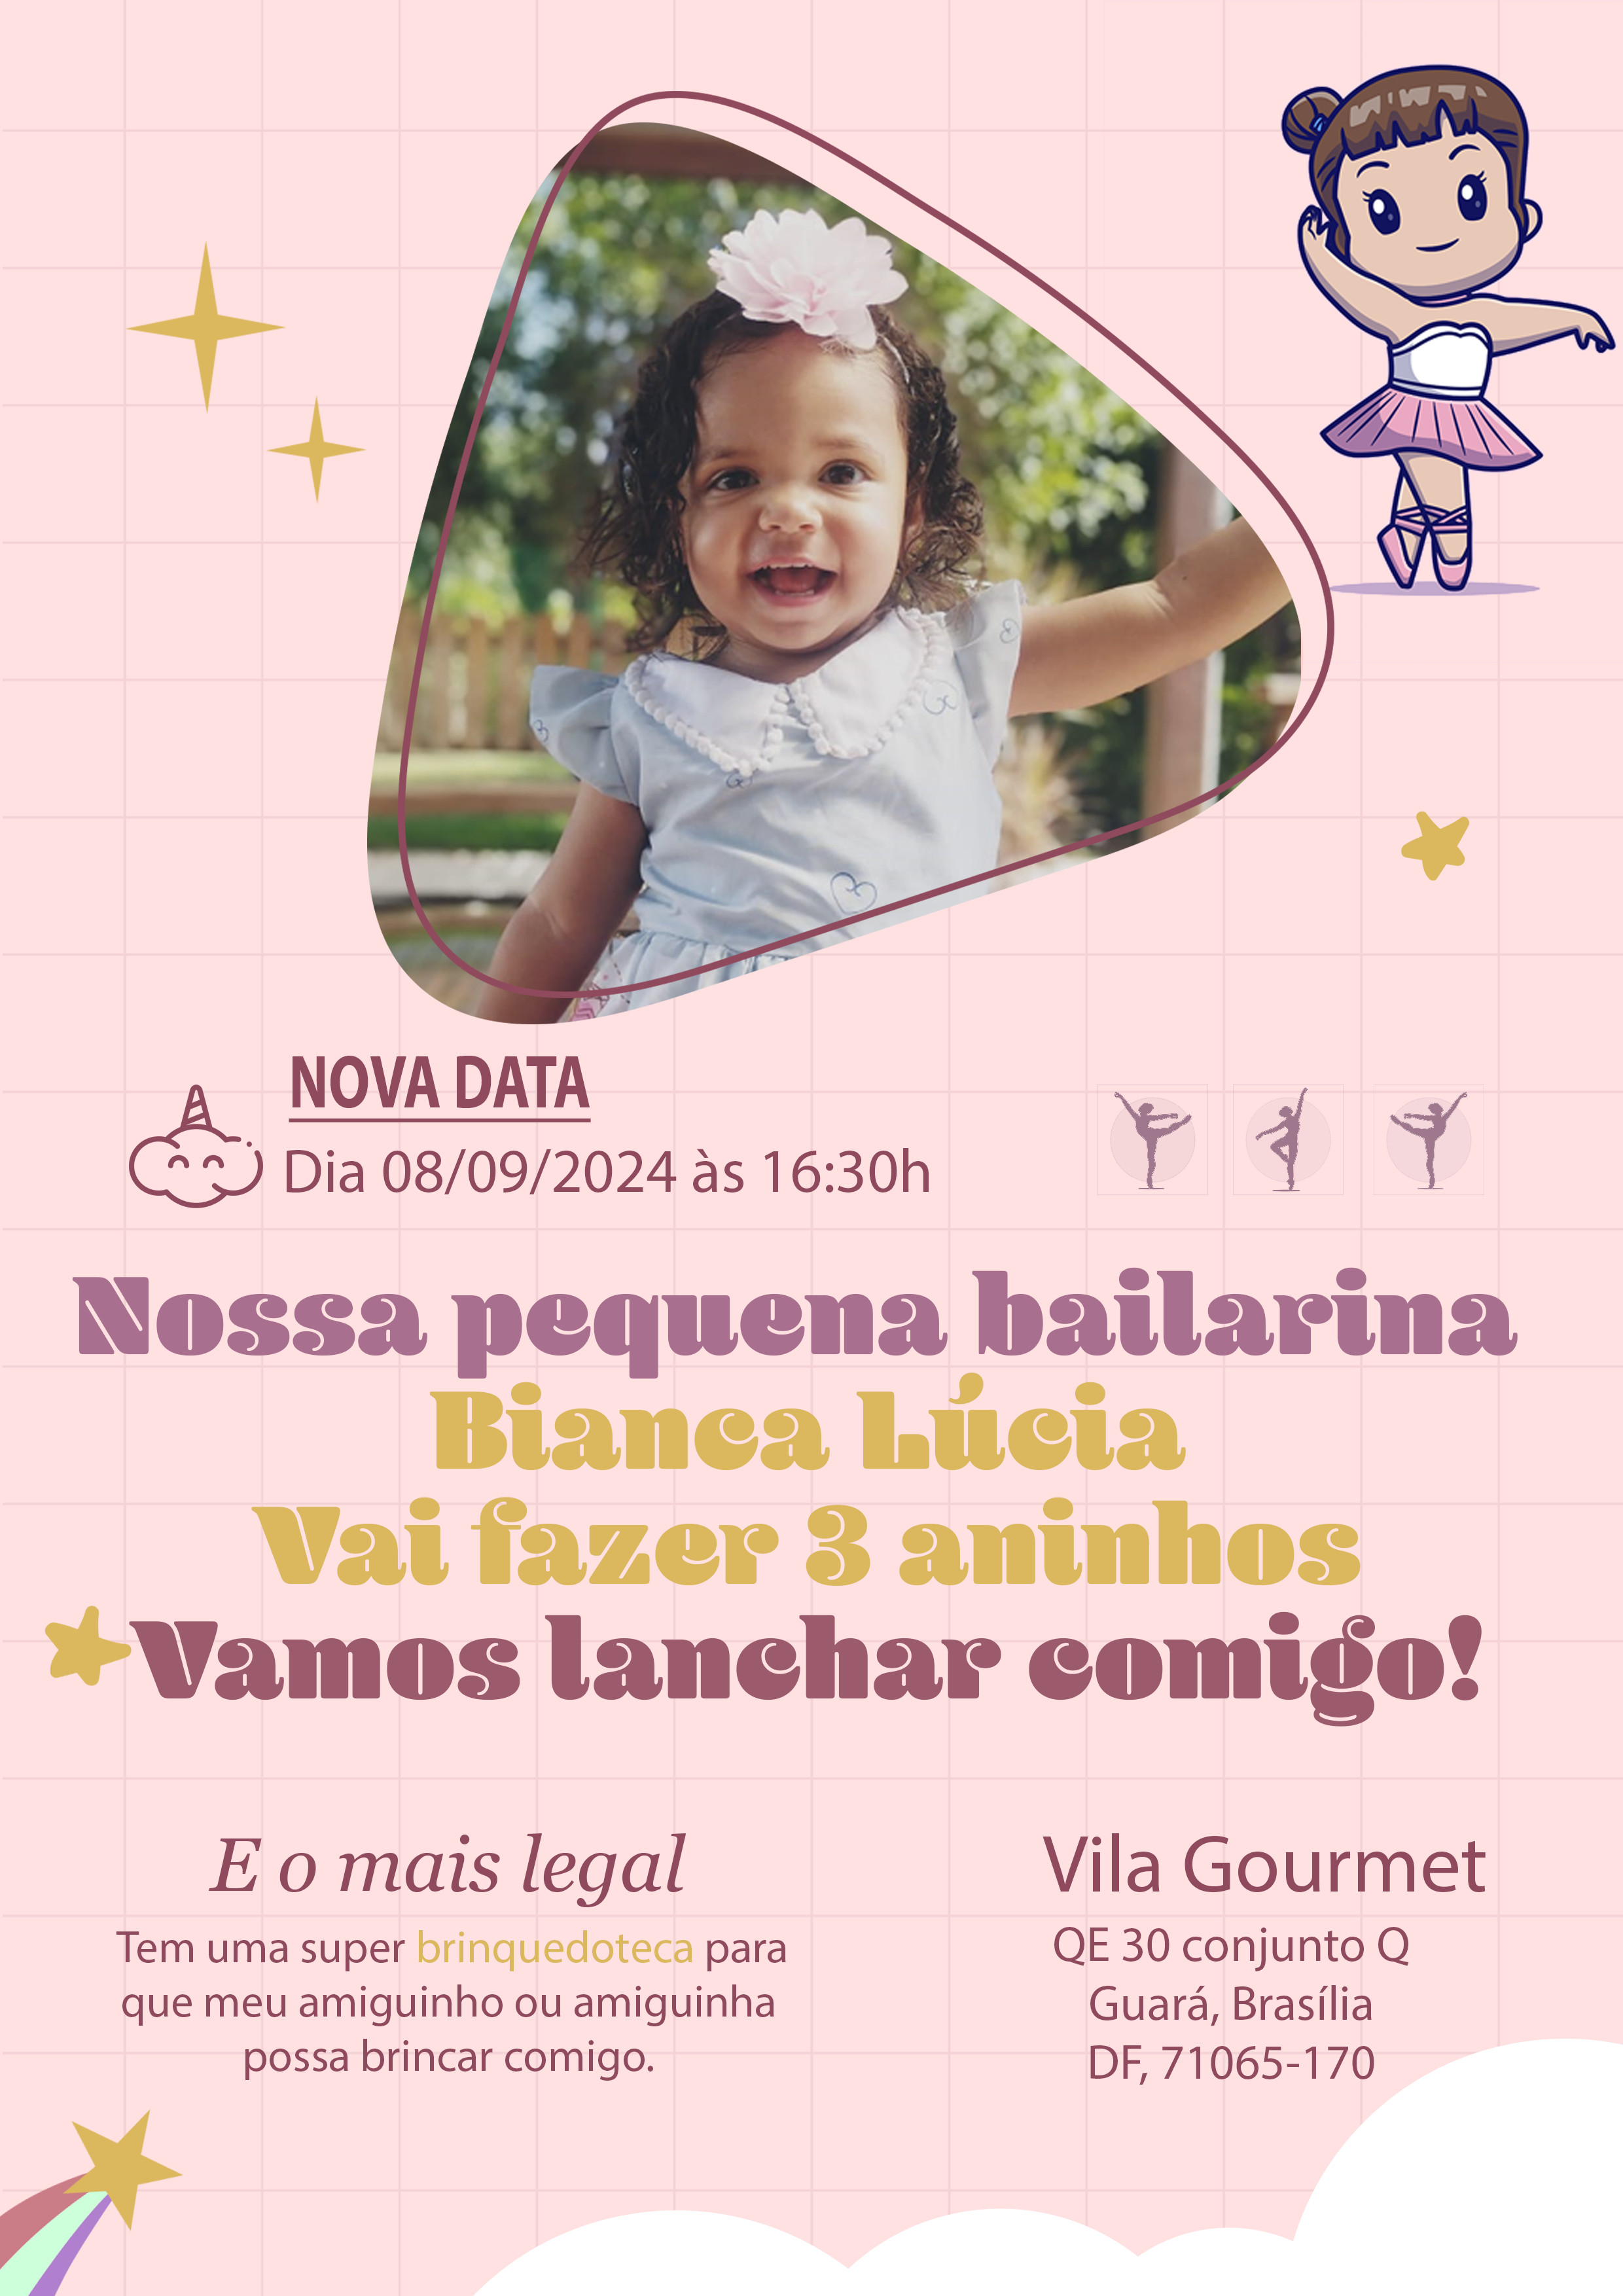 NOVA DATA
Dia 08/09/2024 às 16:30h
Nossa pequena bailarina
Bianca Lúcia
Vai fazer 3 aninhos
Vamos lanchar comigo!
E o mais legal
Tem uma super brinquedoteca para
que meu amiguinho ou amiguinha
possa brincar comigo.
Vila Gourmet
QE 30 conjunto Q
Guará, Brasília
DF, 71065-170